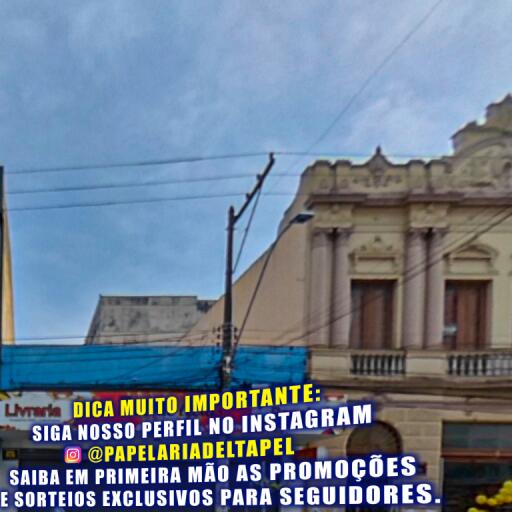 Livraria
DICA MUITO IMPORTANTE:
SIGA NOSSO PERFIL NO INSTAGRAM
@PAPELARIADELTAPEL
SAIBA EM PRIMEIRA MÃO AS PROMOÇÕES
E SORTEIOS EXCLUSIVOS PARA SEGUIDORES.